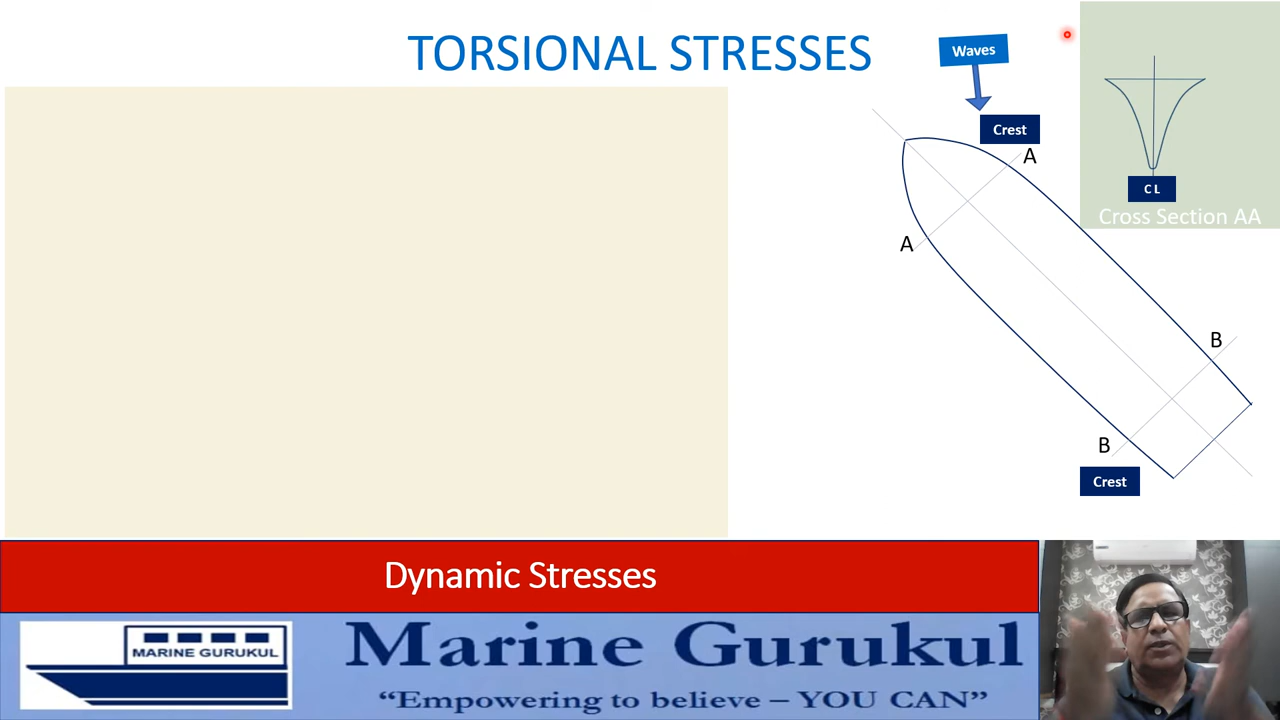 TORSIONAL STRESSES
Waves
Crest
A
A
C L
Cross Section AA
B
B
Crest
Dynamic Stresses
MARINE GURUKUL
Marine Gurukul
“Empowering to believe – YOU CAN”